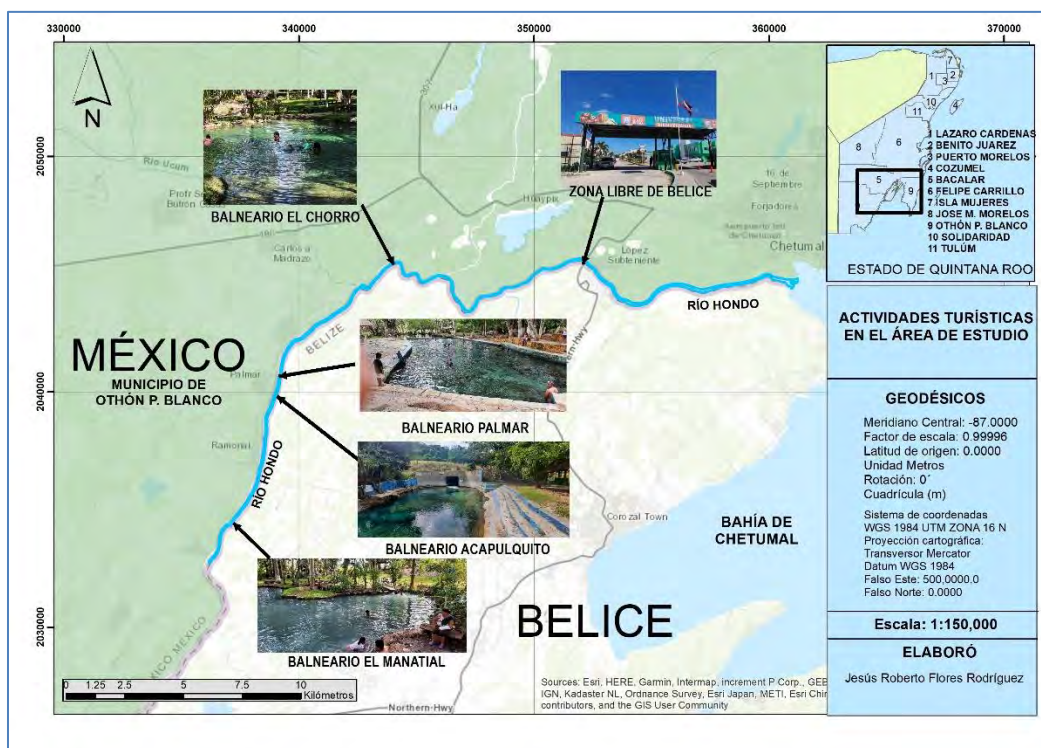 330000
340000
350000
360000
370000
2050000
2040000
2030000
N
Xul-Ha
Río Ucum
Huaypix
16 de
Septiembre
Forjadores
Carlos A
Madrazo
López
Subteniente
Chetumal
BALNEARIO EL CHORRO
ZONA LIBRE DE BELICE
RÍO HONDO
BELIZE
MÉXICO
MUNICIPIO DE
OTHÓN P. BLANCO
Palmar
BALNEARIO PALMAR
Ramonal
RÍO HONDO
BALNEARIO ACAPULQUITO
Corozal Town
BAHÍA DE
CHETUMAL
BALNEARIO EL MANATIAL
BELICE
MÉXICO
0 1.25 2.5 5 7.5 10
Kilómetros
Northern-Hwy
Sources: Esri, HERE, Garmin, Intermap, increment P Corp.,
IGN, Kadaster NL, Ordnance Survey, Esri Japan, METI, Esri
contributors, and the GIS User Community
1 LAZARO CARDENAS
2 BENITO JUAREZ
3 PUERTO MORELOS
4 COZUMEL
5 BACALAR
6 FELIPE CARRILLO
7 ISLA MUJERES
8 JOSE M. MORELOS
9 OTHÓN P. BLANCO
10 SOLIDARIDAD
11 TULÚM
ESTADO DE QUINTANA ROO
ACTIVIDADES TURÍSTICAS
EN EL ÁREA DE ESTUDIO
GEODÉSICOS
Meridiano Central: -87.0000
Factor de escala: 0.99996
Latitud de origen: 0.0000
Unidad Metros
Rotación: 0´
Cuadrícula (m)
Sistema de coordenadas
WGS 1984 UTM ZONA 16 N
Proyección cartográfica:
Transversor Mercator
Datum WGS 1984
Falso Este: 500,0000.0
Falso Norte: 0.0000
Escala: 1:150,000
ELABORÓ
Jesús Roberto Flores Rodríguez